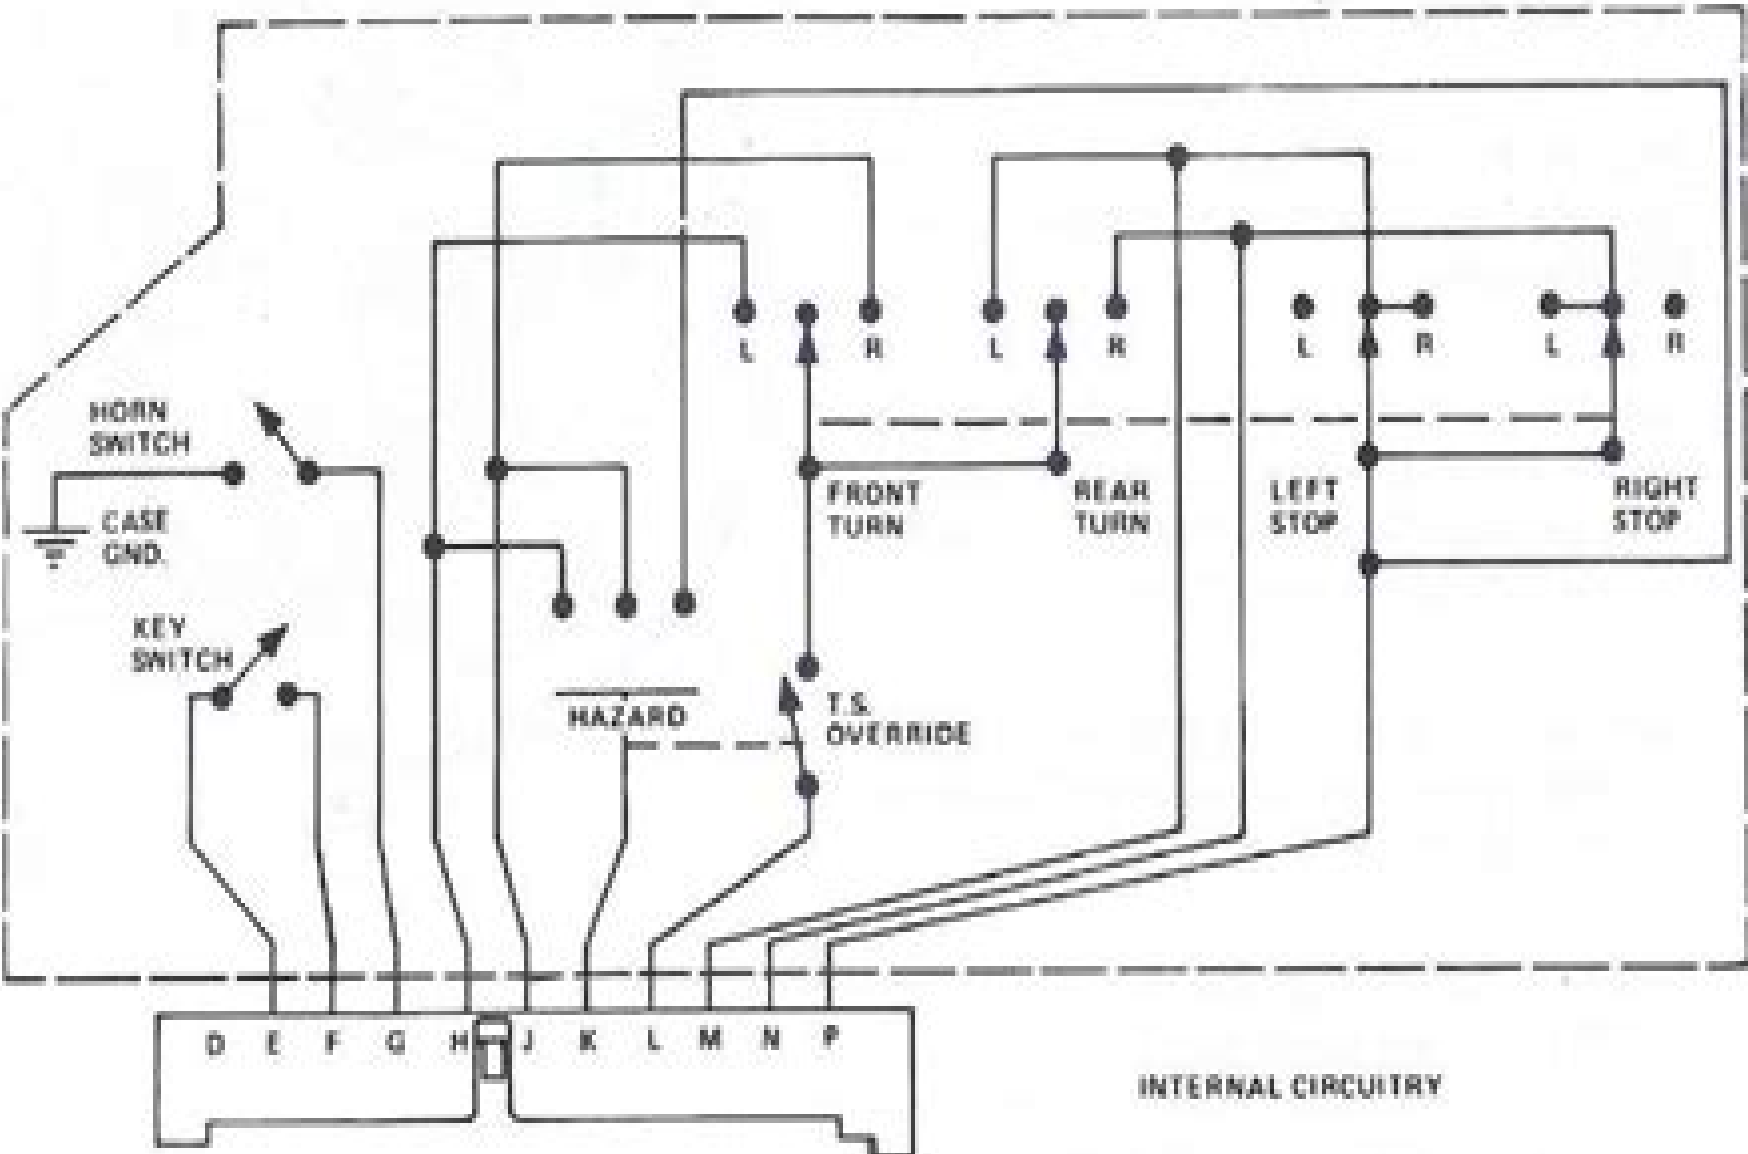 L
R
L
R
L
R
L
R
HORN
SWITCH
CASE
GND.
FRONT
TURN
REAR
TURN
LEFT
STOP
RIGHT
STOP
KEY
SWITCH
HAZARD
T.S.
OVERRIDE
D E F G H J K L M N P
INTERNAL CIRCUITRY